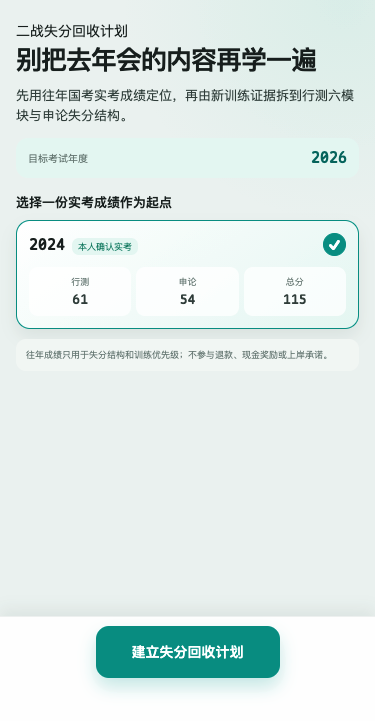 二战失分回收计划
别把去年会的内容再学一遍
先用往年国考实考成绩定位，再由新训练证据拆到行测六模
块与申论失分结构。
目标考试年度 2026
选择一份实考成绩作为起点
2024 本人确认实考
行测 申论 总分
61 54 115
往年成绩只用于失分结构和训练优先级；不参与退款、现金奖励或上岸承诺。
建立失分回收计划